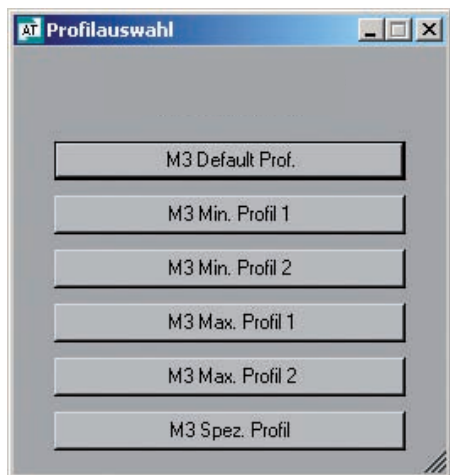 AT Profilauswahl
M3 Default Prof.
M3 Min. Profil 1
M3 Min. Profil 2
M3 Max. Profil 1
M3 Max. Profil 2
M3 Spez. Profil